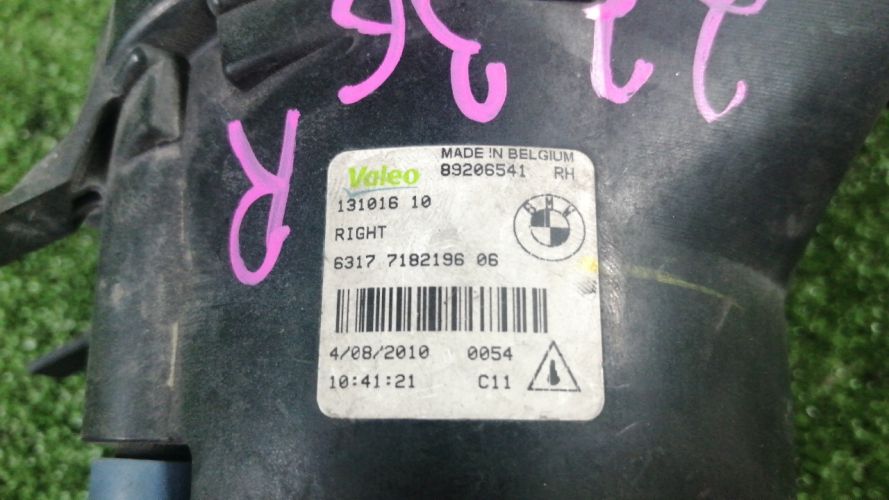 R
Valeo
MADE IN BELGIUM
89206541 RH
131016 10
BMW
RIGHT
6317 7182196 06
4/08/2010 0054
10:41:21 C11